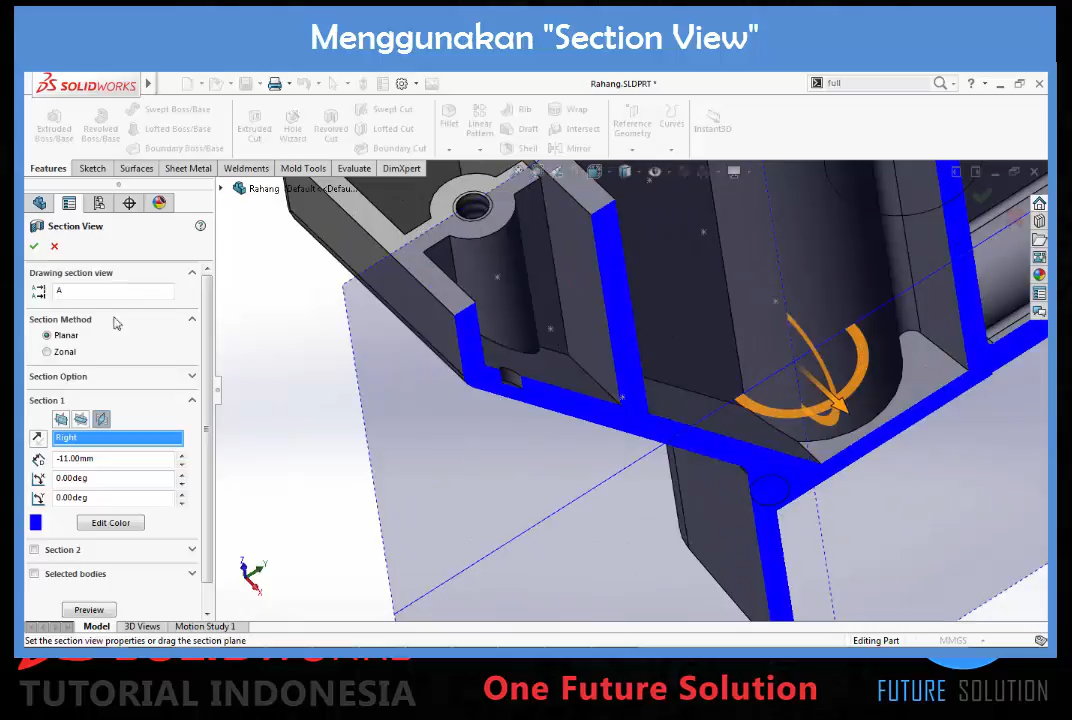 Menggunakan "Section View"
SOLIDWORKS
Rahang.SLDPRT *
full
Extruded Boss/Base
Revolved Boss/Base
Swept Boss/Base
Lofted Boss/Base
Boundary Boss/Base
Extruded Cut
Hole Wizard
Revolved Cut
Swept Cut
Lofted Cut
Boundary Cut
Fillet
Linear Pattern
Rib
Draft
Shell
Wrap
Intersect
Mirror
Reference Geometry
Curves
Instant3D
Features
Sketch
Surfaces
Sheet Metal
Weldments
Mold Tools
Evaluate
DimXpert
Rahang (Default<<Defau...
Section View
Drawing section view
A
Section Method
Planar
Zonal
Section Option
Section 1
Right
-11.00mm
0.00deg
0.00deg
Edit Color
Section 2
Selected bodies
Preview
Z
Y
X
Model
3D Views
Motion Study 1
Set the section view properties or drag the section plane
Editing Part
MMGS
TUTORIAL INDONESIA
One Future Solution
FUTURE SOLUTION